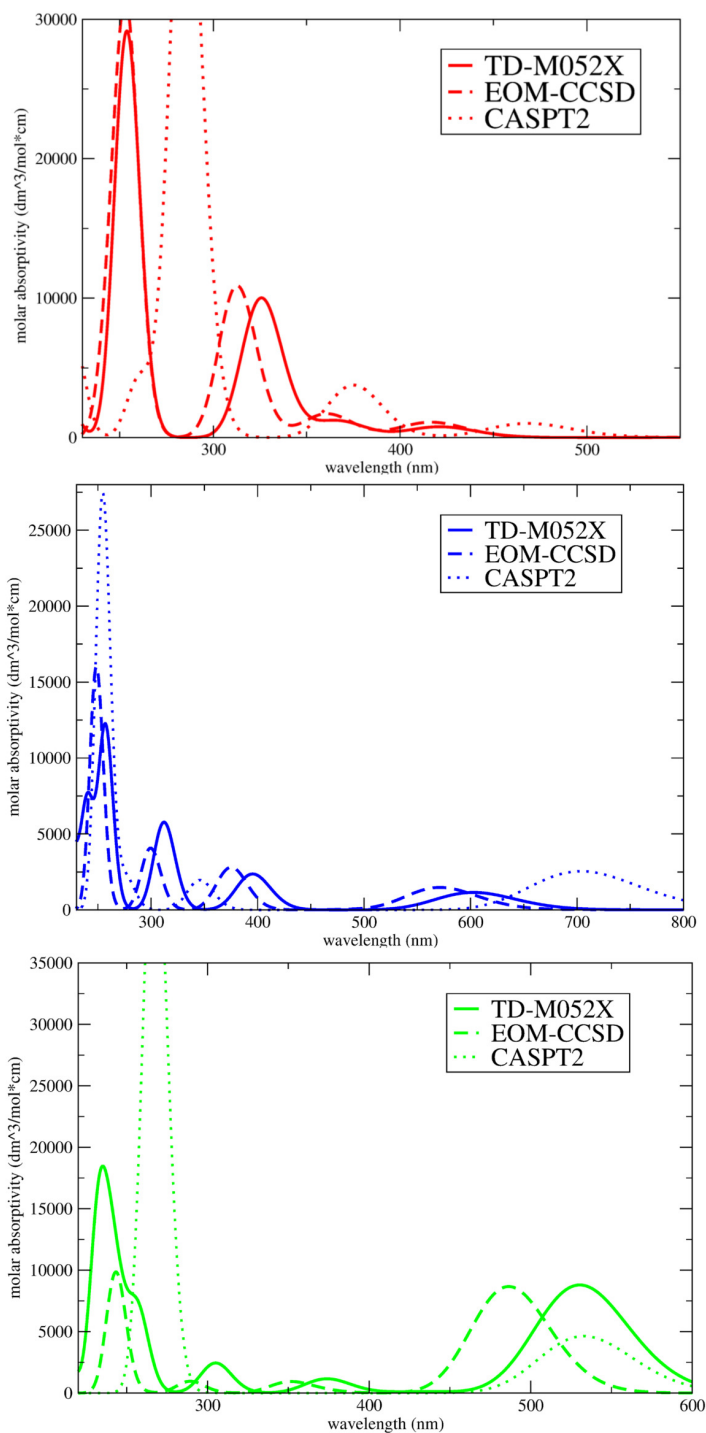 30000
20000
10000
0
300
400
500
molar absorptivity (dm^3/mol*cm)
wavelength (nm)
TD-M052X
EOM-CCSD
CASPT2
25000
20000
15000
10000
5000
0
300
400
500
600
700
800
molar absorptivity (dm^3/mol*cm)
wavelength (nm)
TD-M052X
EOM-CCSD
CASPT2
35000
30000
25000
20000
15000
10000
5000
0
300
400
500
600
molar absorptivity (dm^3/mol*cm)
wavelength (nm)
TD-M052X
EOM-CCSD
CASPT2